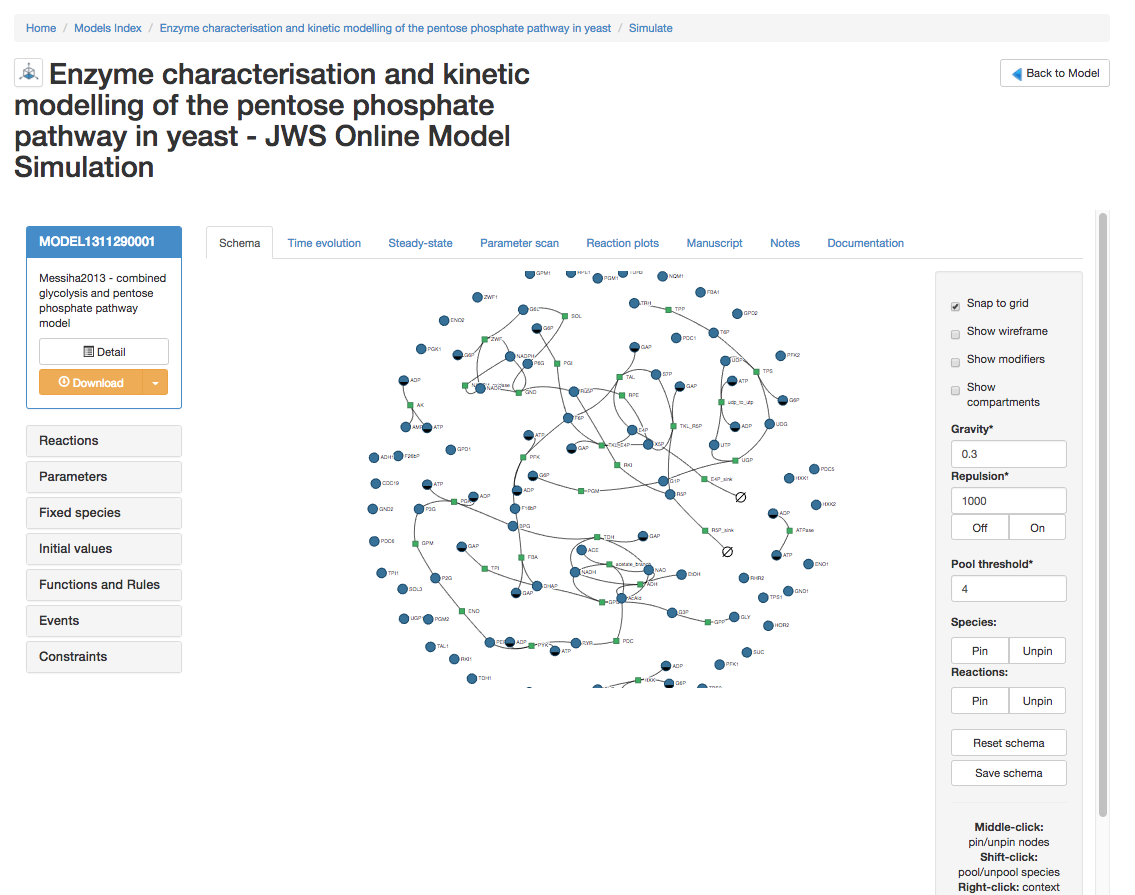 Home / Models Index / Enzyme characterisation and kinetic modelling of the pentose phosphate pathway in yeast / Simulate
Enzyme characterisation and kinetic
modelling of the pentose phosphate
pathway in yeast - JWS Online Model
Simulation
Back to Model
MODEL1311290001
Messiha2013 - combined
glycolysis and pentose
phosphate pathway
model
Detail
Download
Reactions
Parameters
Fixed species
Initial values
Functions and Rules
Events
Constraints
Schema
Time evolution
Steady-state
Parameter scan
Reaction plots
Manuscript
Notes
Documentation
GPM1
PGM1
NQM1
ZWF1
FBA1
G6L
SOL
TRH
TPP
GPD2
ENO2
G6P
T6P
ZWF
PDC1
PGK1
G6P
NADPH
P6G
PGI
GAP
UDP
PFK2
TPS
ADP
NADP
GND
TAL
S7P
GAP
ATP
G6P
RPE
udp_to_utp
AK
F6P
TKL_R5P
ADP
UDG
ATP
ATP
E4P
X5P
UTP
GAP
GPD1
UGP
ADH1
F26bP
PFK
RKI
PDC5
CDC19
ATP
G6P
PGM
G1P
E4P_sink
HXK1
ADP
ADP
R5P
GND2
P3G
F16bP
HXK2
ADP
BPG
R5P_sink
ATPase
PDC6
GPM
GAP
TDH
GAP
ATP
ACE
FBA
acetate_branch
ENO1
TPI1
TPI
NADH
NAD
EtOH
P2G
DHAP
ADH
RHR2
SOL3
GAP
AcAld
TPS1
GND1
ENO
G3P
GPP
GLY
UGP1
PGM2
HOR2
ADP
PYK
ATP
PYR
PDC
TAL1
RKI1
SUC
PFK1
ADP
TDH1
HXK
G6P
Snap to grid
Show wireframe
Show modifiers
Show
compartments
Gravity*
0.3
Repulsion*
1000
Off
On
Pool threshold*
4
Species:
Pin
Unpin
Reactions:
Pin
Unpin
Reset schema
Save schema
Middle-click:
pin/unpin nodes
Shift-click:
pool/unpool species
Right-click: context